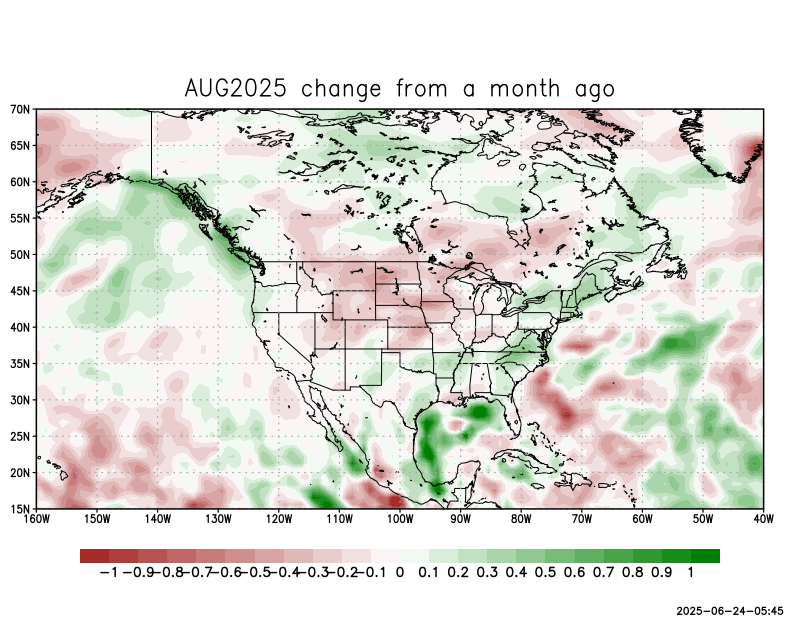 AUG2025 change from a month ago
70N
65N
60N
55N
50N
45N
40N
35N
30N
25N
20N
15N
160W 150W 140W 130W 120W 110W 100W 90W 80W 70W 60W 50W 40W
−1 −0.9 −0.8 −0.7 −0.6 −0.5 −0.4 −0.3 −0.2 −0.1 0 0.1 0.2 0.3 0.4 0.5 0.6 0.7 0.8 0.9 1
2025−06−24−05:45